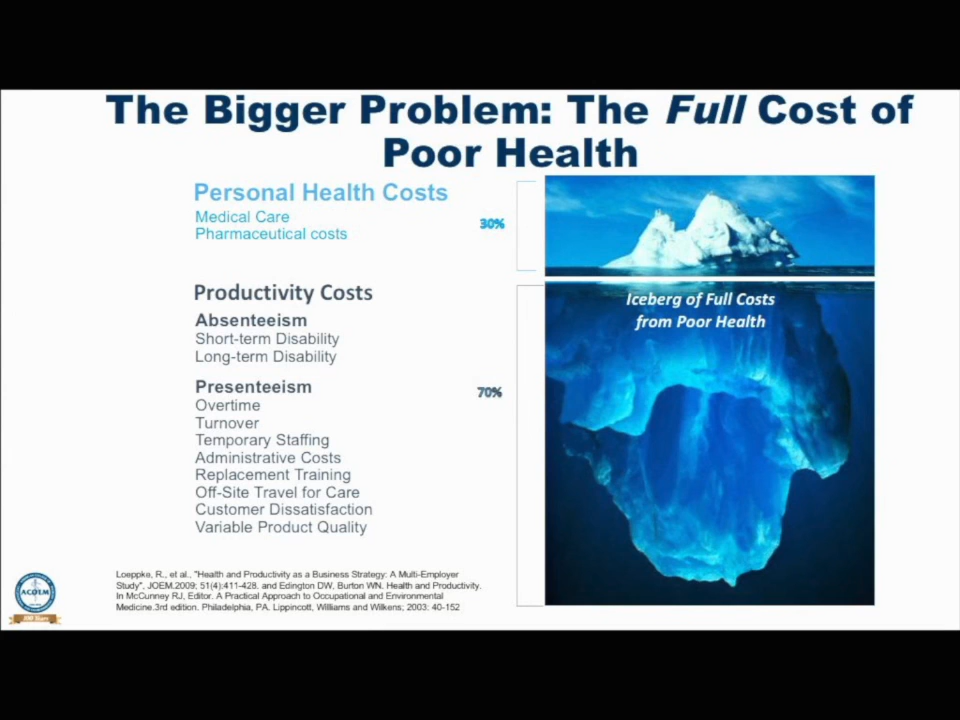 The Bigger Problem: The Full Cost of
Poor Health
Personal Health Costs
Medical Care
Pharmaceutical costs
30%
Productivity Costs
Absenteeism
Short-term Disability
Long-term Disability
Presenteeism
Overtime
Turnover
Temporary Staffing
Administrative Costs
Replacement Training
Off-Site Travel for Care
Customer Dissatisfaction
Variable Product Quality
70%
Iceberg of Full Costs
from Poor Health
Loeppke, R., et al., "Health and Productivity as a Business Strategy: A Multi-Employer
Study", JOEM.2009; 51(4):411-428. and Edington DW, Burton WN. Health and Productivity.
In McCunney RJ, Editor. A Practical Approach to Occupational and Environmental
Medicine.3rd edition. Philadelphia, PA. Lippincott, Williams and Wilkens; 2003: 40-152
ACOEM
100 Years